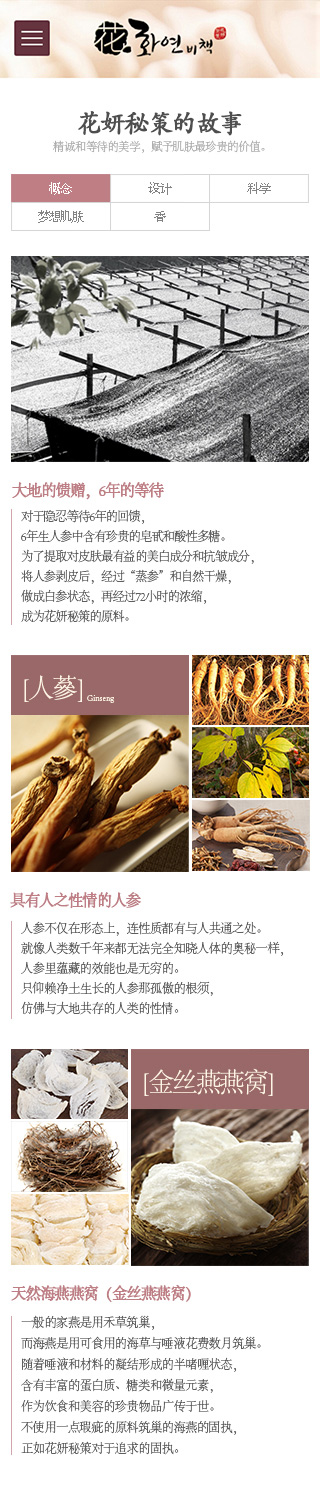 花 화연 비책
花妍秘策的故事
精诚和等待的美学，赋予肌肤最珍贵的价值。
概念 设计 科学
梦想肌肤 香
大地的馈赠，6年的等待
对于隐忍等待6年的回馈，
6年生人参中含有珍贵的皂甙和酸性多糖。
为了提取对皮肤最有益的美白成分和抗皱成分，
将人参剥皮后，经过“蒸参”和自然干燥，
做成白参状态，再经过72小时的浓缩，
成为花妍秘策的原料。
[人蔘] Ginseng
具有人之性情的人参
人参不仅在形态上，连性质都有与人共通之处。
就像人类数千年来都无法完全知晓人体的奥秘一样，
人参里蕴藏的效能也是无穷的。
只仰赖净土生长的人参那孤傲的根须，
仿佛与大地共存的人类的性情。
[金丝燕燕窝]
天然海燕燕窝（金丝燕燕窝）
一般的家燕是用禾草筑巢，
而海燕是用可食用的海草与唾液花费数月筑巢。
随着唾液和材料的凝结形成的半啫喱状态，
含有丰富的蛋白质、糖类和微量元素，
作为饮食和美容的珍贵物品广传于世。
不使用一点瑕疵的原料筑巢的海燕的固执，
正如花妍秘策对于追求的固执。